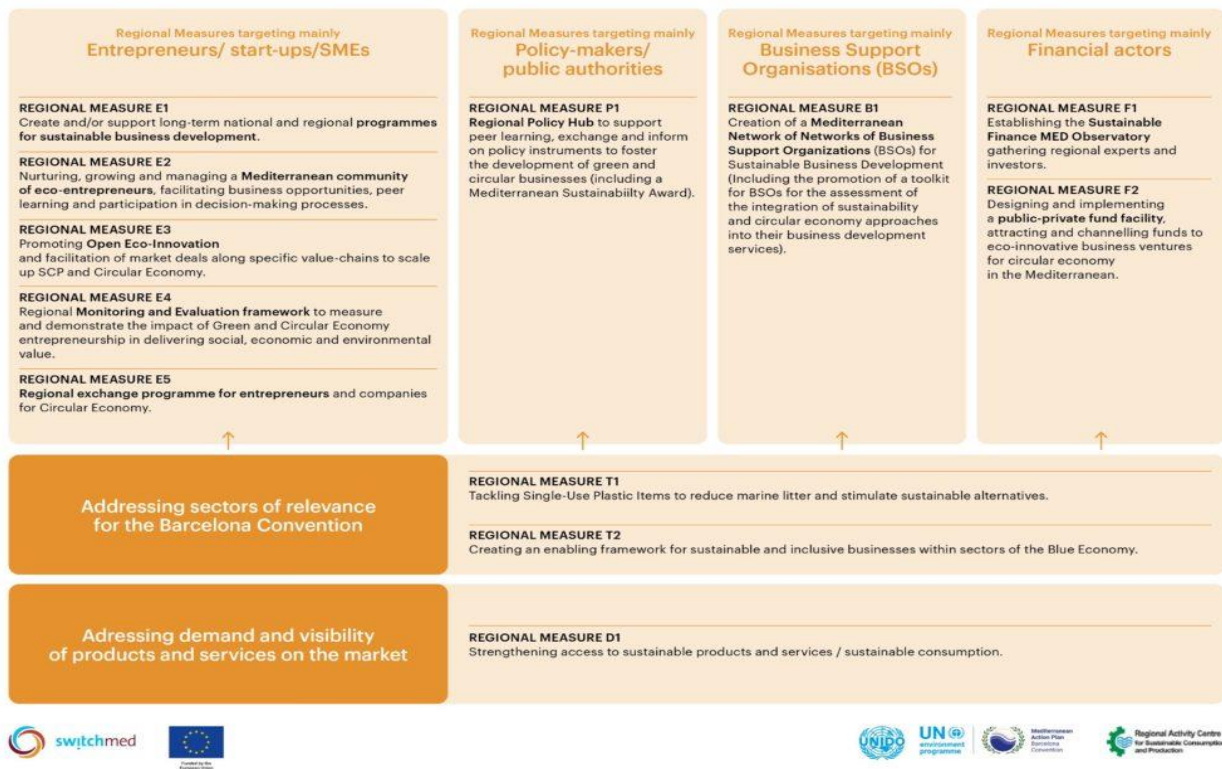 Regional Measures targeting mainly
Entrepreneurs/ start-ups/SMEs
REGIONAL MEASURE E1
Create and/or support long-term national and regional programmes
for sustainable business development.
REGIONAL MEASURE E2
Nurturing, growing and managing a Mediterranean community
of eco-entrepreneurs, facilitating business opportunities, peer
learning and participation in decision-making processes.
REGIONAL MEASURE E3
Promoting Open Eco-Innovation
and facilitation of market deals along specific value-chains to scale
up SCP and Circular Economy.
REGIONAL MEASURE E4
Regional Monitoring and Evaluation framework to measure
and demonstrate the impact of Green and Circular Economy
entrepreneurship in delivering social, economic and environmental
value.
REGIONAL MEASURE E5
Regional exchange programme for entrepreneurs and companies
for Circular Economy.
Regional Measures targeting mainly
Policy-makers/
public authorities
REGIONAL MEASURE P1
Regional Policy Hub to support
peer learning, exchange and inform
on policy instruments to foster
the development of green and
circular businesses (including a
Mediterranean Sustainabiilty Award).
Regional Measures targeting mainly
Business Support
Organisations (BSOs)
REGIONAL MEASURE B1
Creation of a Mediterranean
Network of Networks of Business
Support Organizations (BSOs) for
Sustainable Business Development
(Including the promotion of a toolkit
for BSOs for the assessment of
the integration of sustainability
and circular economy approaches
into their business development
services).
Regional Measures targeting mainly
Financial actors
REGIONAL MEASURE F1
Establishing the Sustainable
Finance MED Observatory
gathering regional experts and
investors.
REGIONAL MEASURE F2
Designing and implementing
a public-private fund facility,
attracting and channelling funds to
eco-innovative business ventures
for circular economy
in the Mediterranean.
Addressing sectors of relevance
for the Barcelona Convention
REGIONAL MEASURE T1
Tackling Single-Use Plastic Items to reduce marine litter and stimulate sustainable alternatives.
REGIONAL MEASURE T2
Creating an enabling framework for sustainable and inclusive businesses within sectors of the Blue Economy.
Adressing demand and visibility
of products and services on the market
REGIONAL MEASURE D1
Strengthening access to sustainable products and services / sustainable consumption.
switchmed
Funded by the
European Union
UNIDO
UN
environment
programme
Mediterranean
Action Plan
Barcelona
Convention
Regional Activity Centre
for Sustainable Consumption
and Production